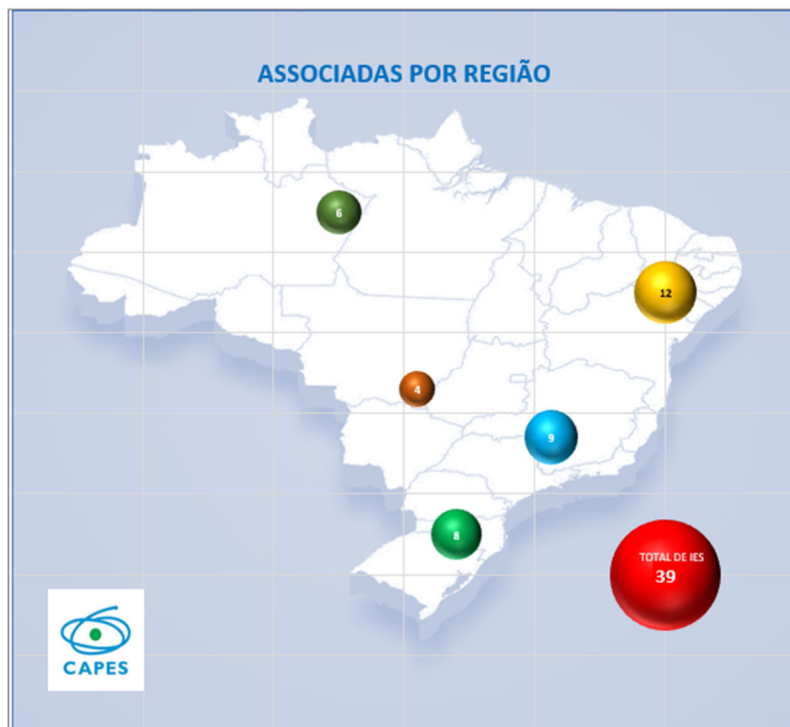 ASSOCIADAS POR REGIÃO
6
12
4
9
8
TOTAL DE IES
39
CAPES